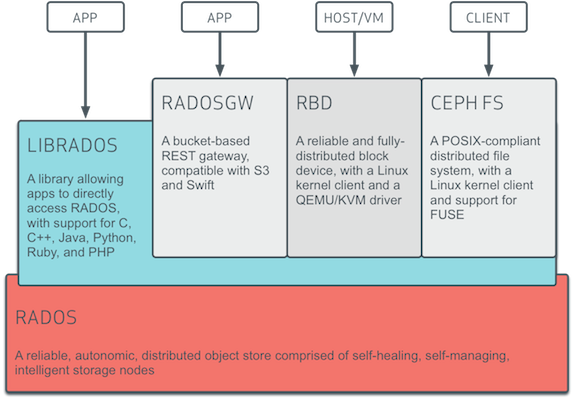 APP
APP
HOST/VM
CLIENT
LIBRADOS
A library allowing
apps to directly
access RADOS,
with support for C,
C++, Java, Python,
Ruby, and PHP
RADOSGW
A bucket-based
REST gateway,
compatible with S3
and Swift
RBD
A reliable and fully-
distributed block
device, with a Linux
kernel client and a
QEMU/KVM driver
CEPH FS
A POSIX-compliant
distributed file
system, with a
Linux kernel client
and support for
FUSE
RADOS
A reliable, autonomic, distributed object store comprised of self-healing, self-managing,
intelligent storage nodes